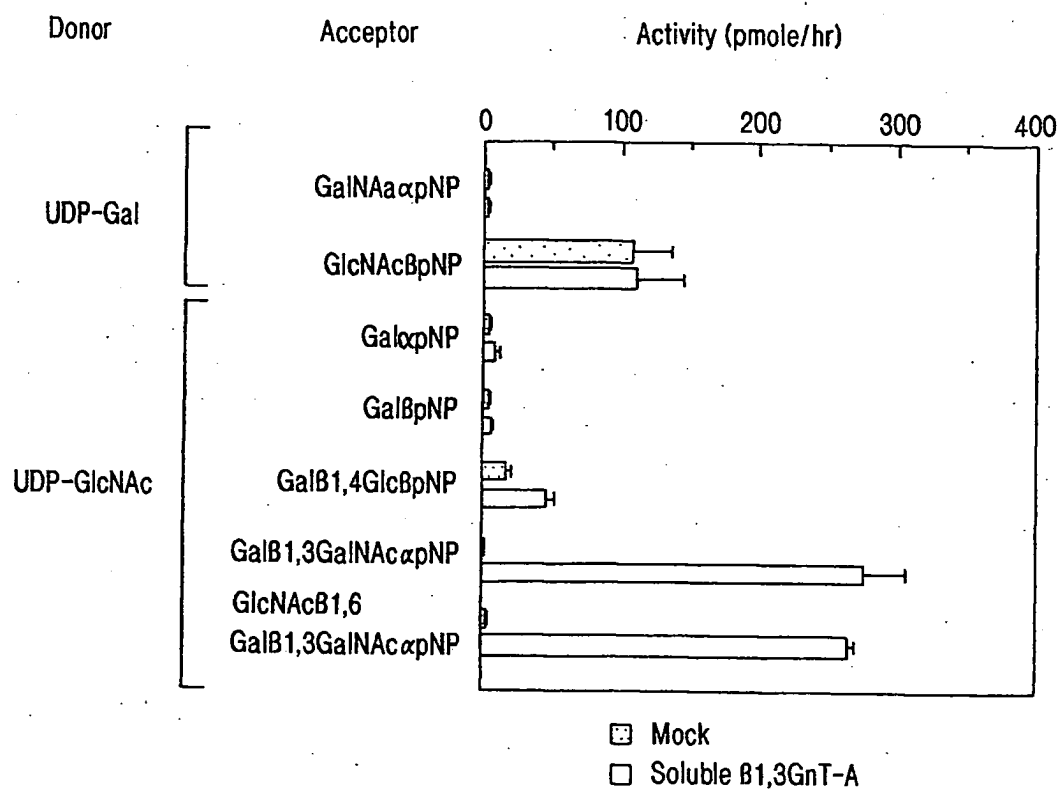 Donor Acceptor Activity (pmole/hr)
0 100 200 300 400
GalNAaαpNP
UDP-Gal
GlcNAcβpNP
GalαpNP
GalβpNP
UDP-GlcNAc
Galβ1,4GlcβpNP
Galβ1,3GalNAcαpNP
GlcNAcβ1,6
Galβ1,3GalNAcαpNP
Mock
Soluble β1,3GnT-A